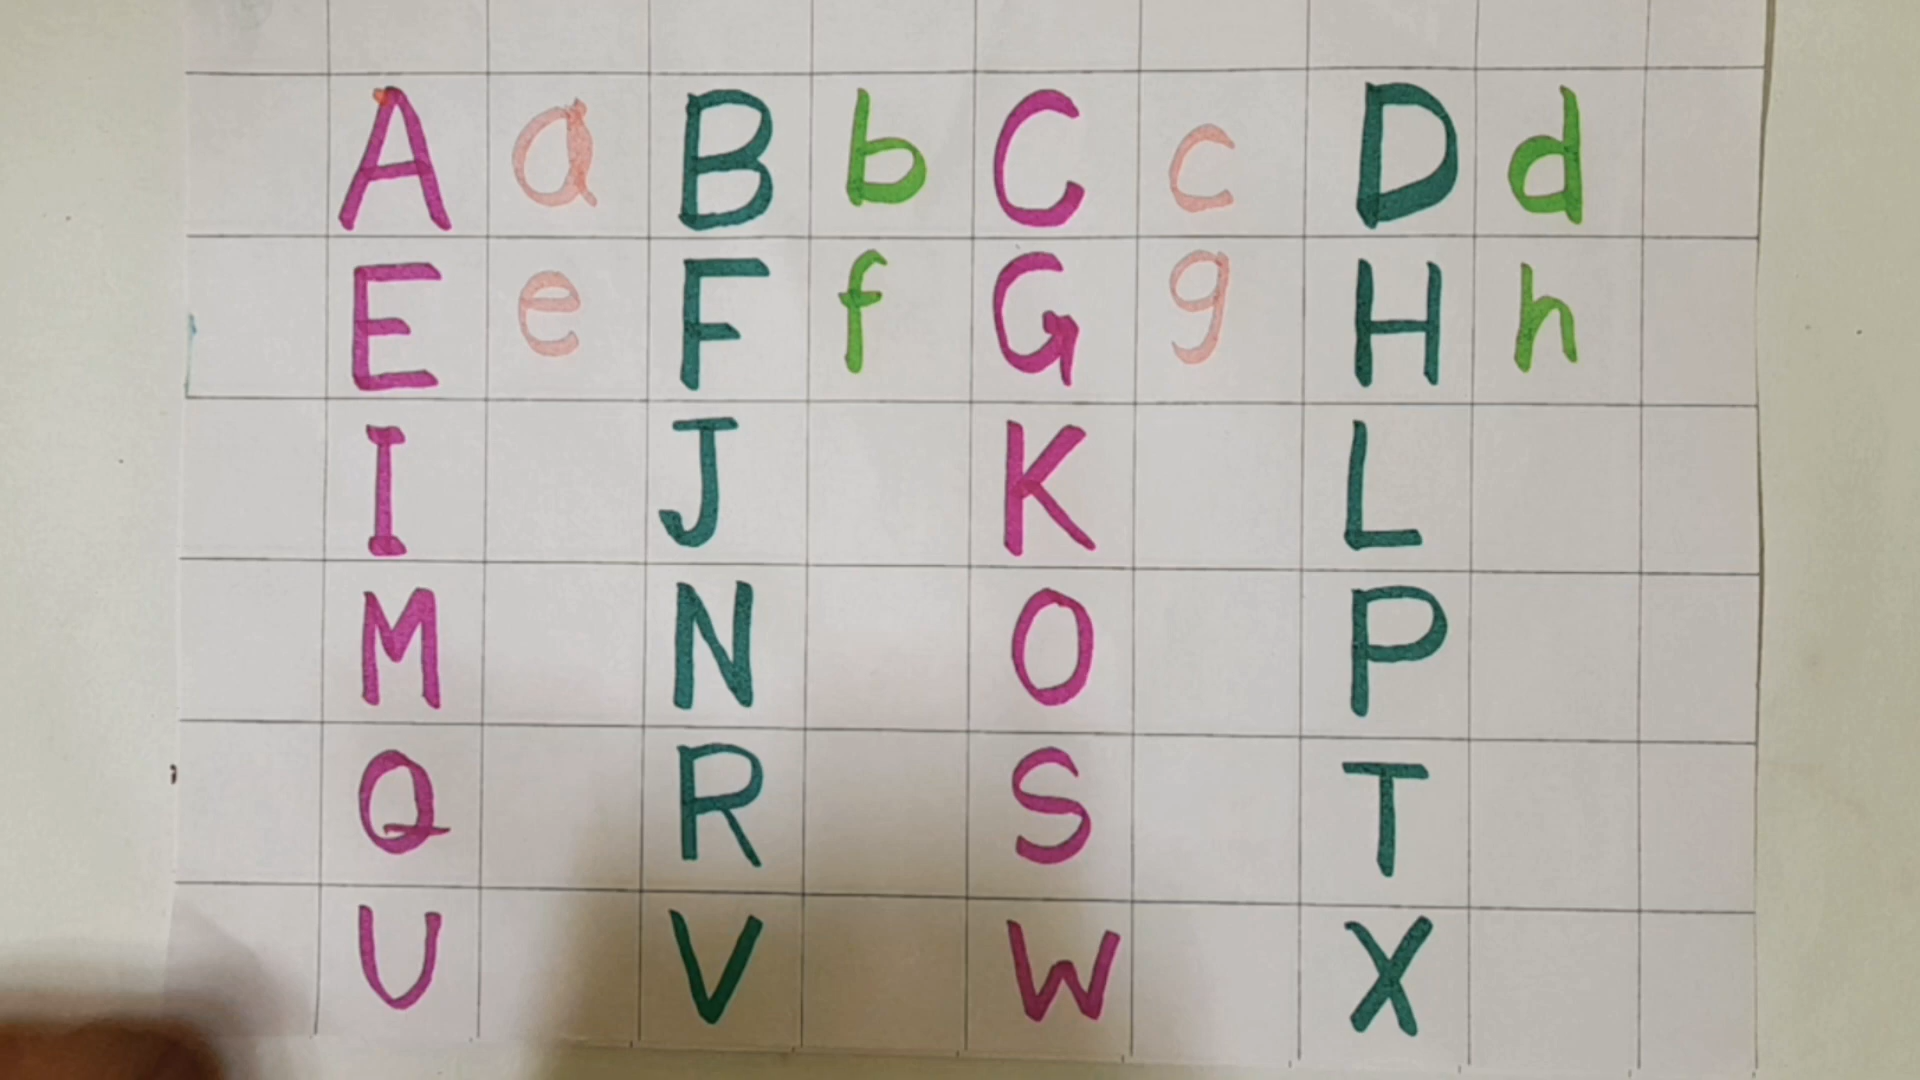 A a B b C c D d
E e F f G g H h
I J K L
M N O P
Q R S T
U V W X